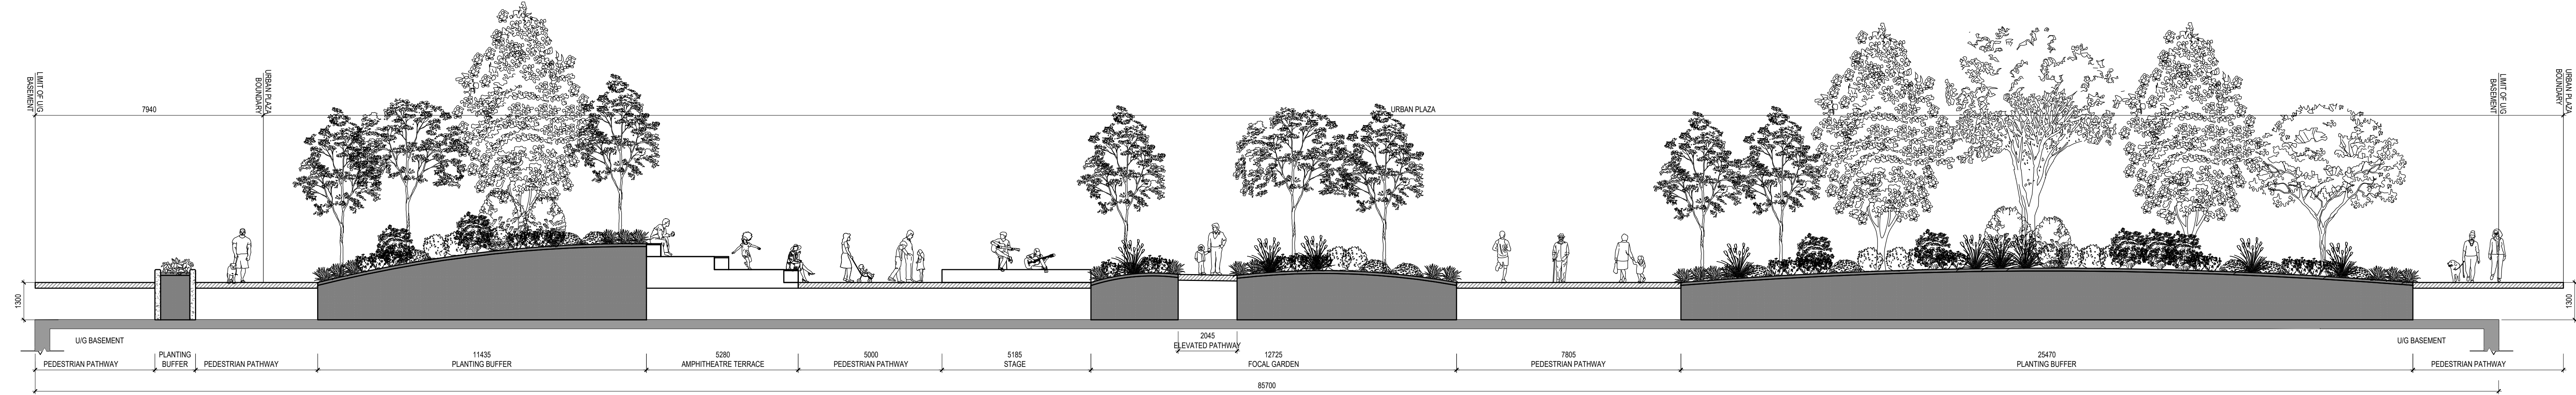 LIMIT OF UG
BASEMENT
7940
URBAN PLAZA
BOUNDARY
URBAN PLAZA
LIMIT OF UG
BASEMENT
URBAN PLAZA
BOUNDARY
1300
1300
U/G BASEMENT
U/G BASEMENT
2045
ELEVATED PATHWAY
PEDESTRIAN PATHWAY
PLANTING
BUFFER
PEDESTRIAN PATHWAY
11435
PLANTING BUFFER
5280
AMPHITHEATRE TERRACE
5000
PEDESTRIAN PATHWAY
5185
STAGE
12725
FOCAL GARDEN
7805
PEDESTRIAN PATHWAY
25470
PLANTING BUFFER
PEDESTRIAN PATHWAY
85700